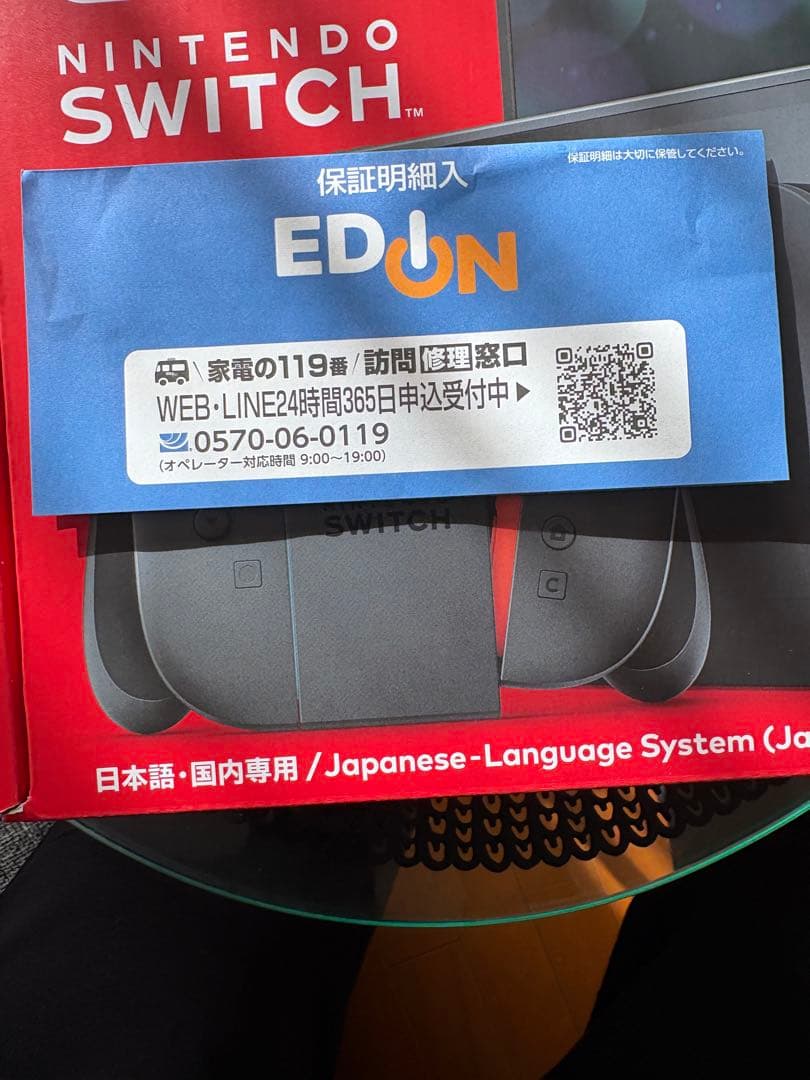 NINTENDO
SWITCH™
保証明細入
保証明細は大切に保管してください。
EDION
\家電の119番/訪問修理窓口
WEB・LINE24時間365日申込受付中▶
0570-06-0119
(オペレーター対応時間 9:00～19:00)
SWITCH
C
日本語・国内専用/Japanese-Language System (Ja